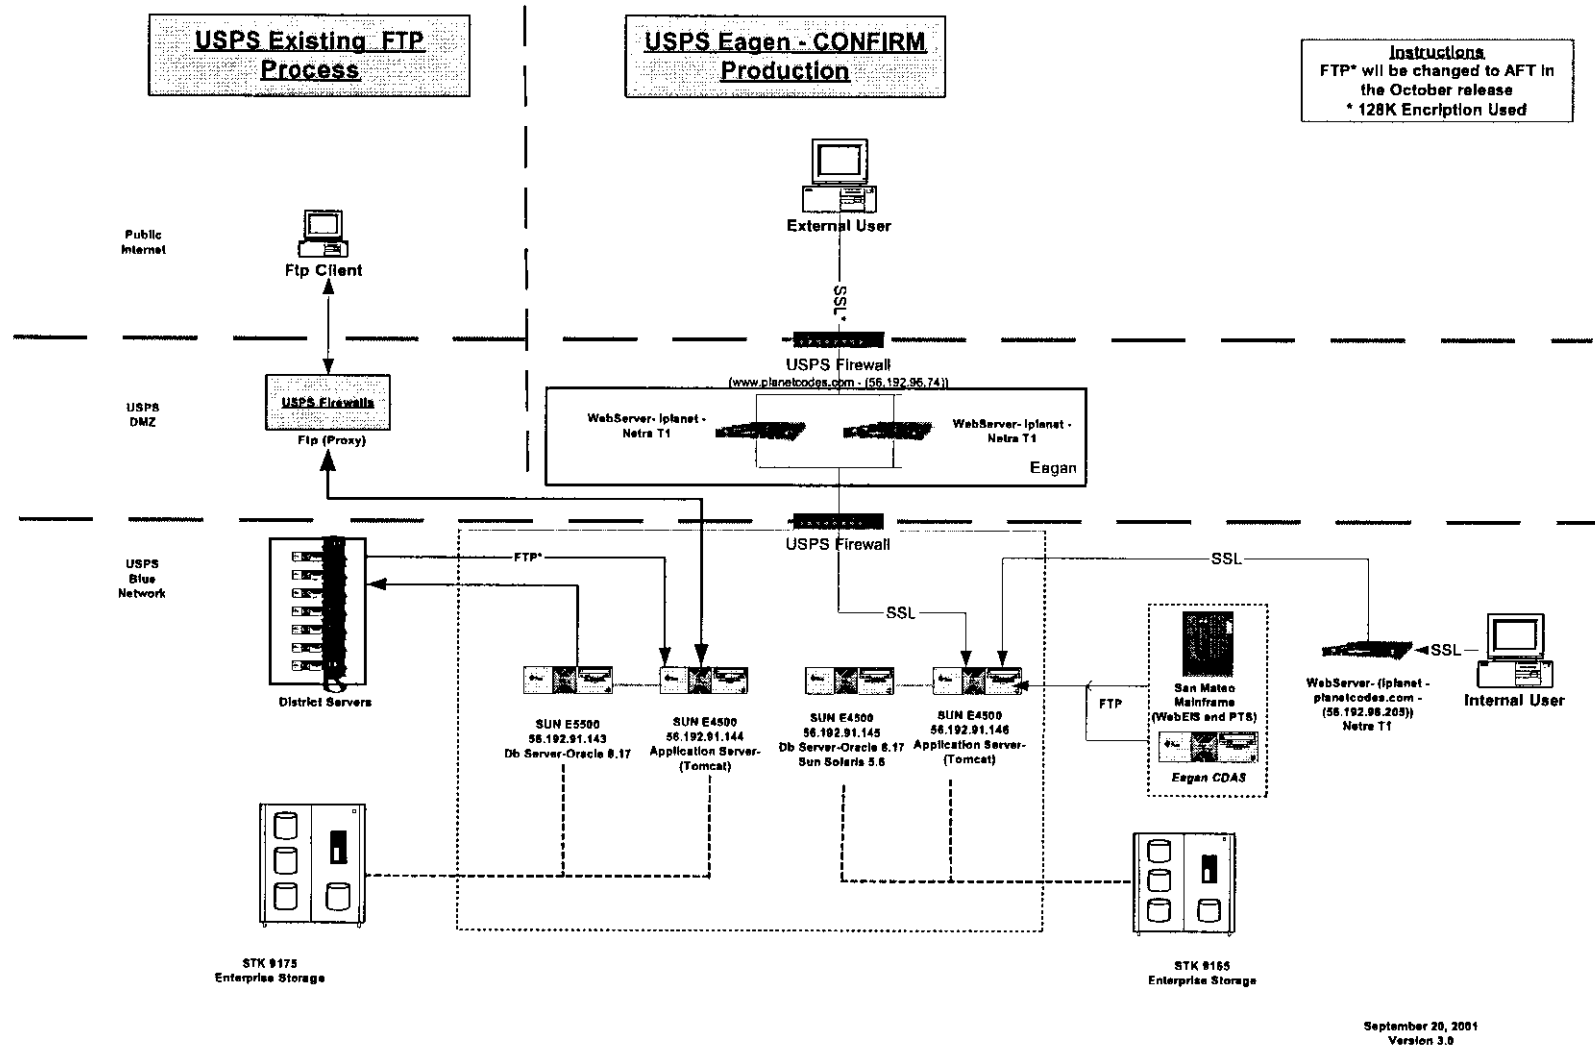 USPS Existing FTP
Process
USPS Eagen - CONFIRM
Production
Instructions
FTP* will be changed to AFT in
the October release
* 128K Encription Used
Public
Internet
Ftp Client
External User
SSL*
USPS Firewall
(www.planetcodes.com - (56.192.96.74))
USPS
DMZ
USPS Firewalls
Ftp (Proxy)
WebServer- Iplanet -
Netra T1
WebServer- Iplanet -
Netra T1
Eagan
USPS Firewall
USPS
Blue
Network
FTP*
SSL
SSL
SSL
District Servers
SUN E5500
56.192.91.143
Db Server-Oracle 8.17
SUN E4500
56.192.91.144
Application Server-
(Tomcat)
SUN E4500
56.192.91.145
Db Server-Oracle 8.17
Sun Solaris 5.6
SUN E4500
56.192.91.146
Application Server-
(Tomcat)
FTP
San Mateo
Mainframe
(WebEIS and PTS)
Eagan CDAS
WebServer- (iplanet -
planetcodes.com -
(56.192.96.205))
Netra T1
Internal User
STK 9175
Enterprise Storage
STK 9165
Enterprise Storage
September 20, 2001
Version 3.0